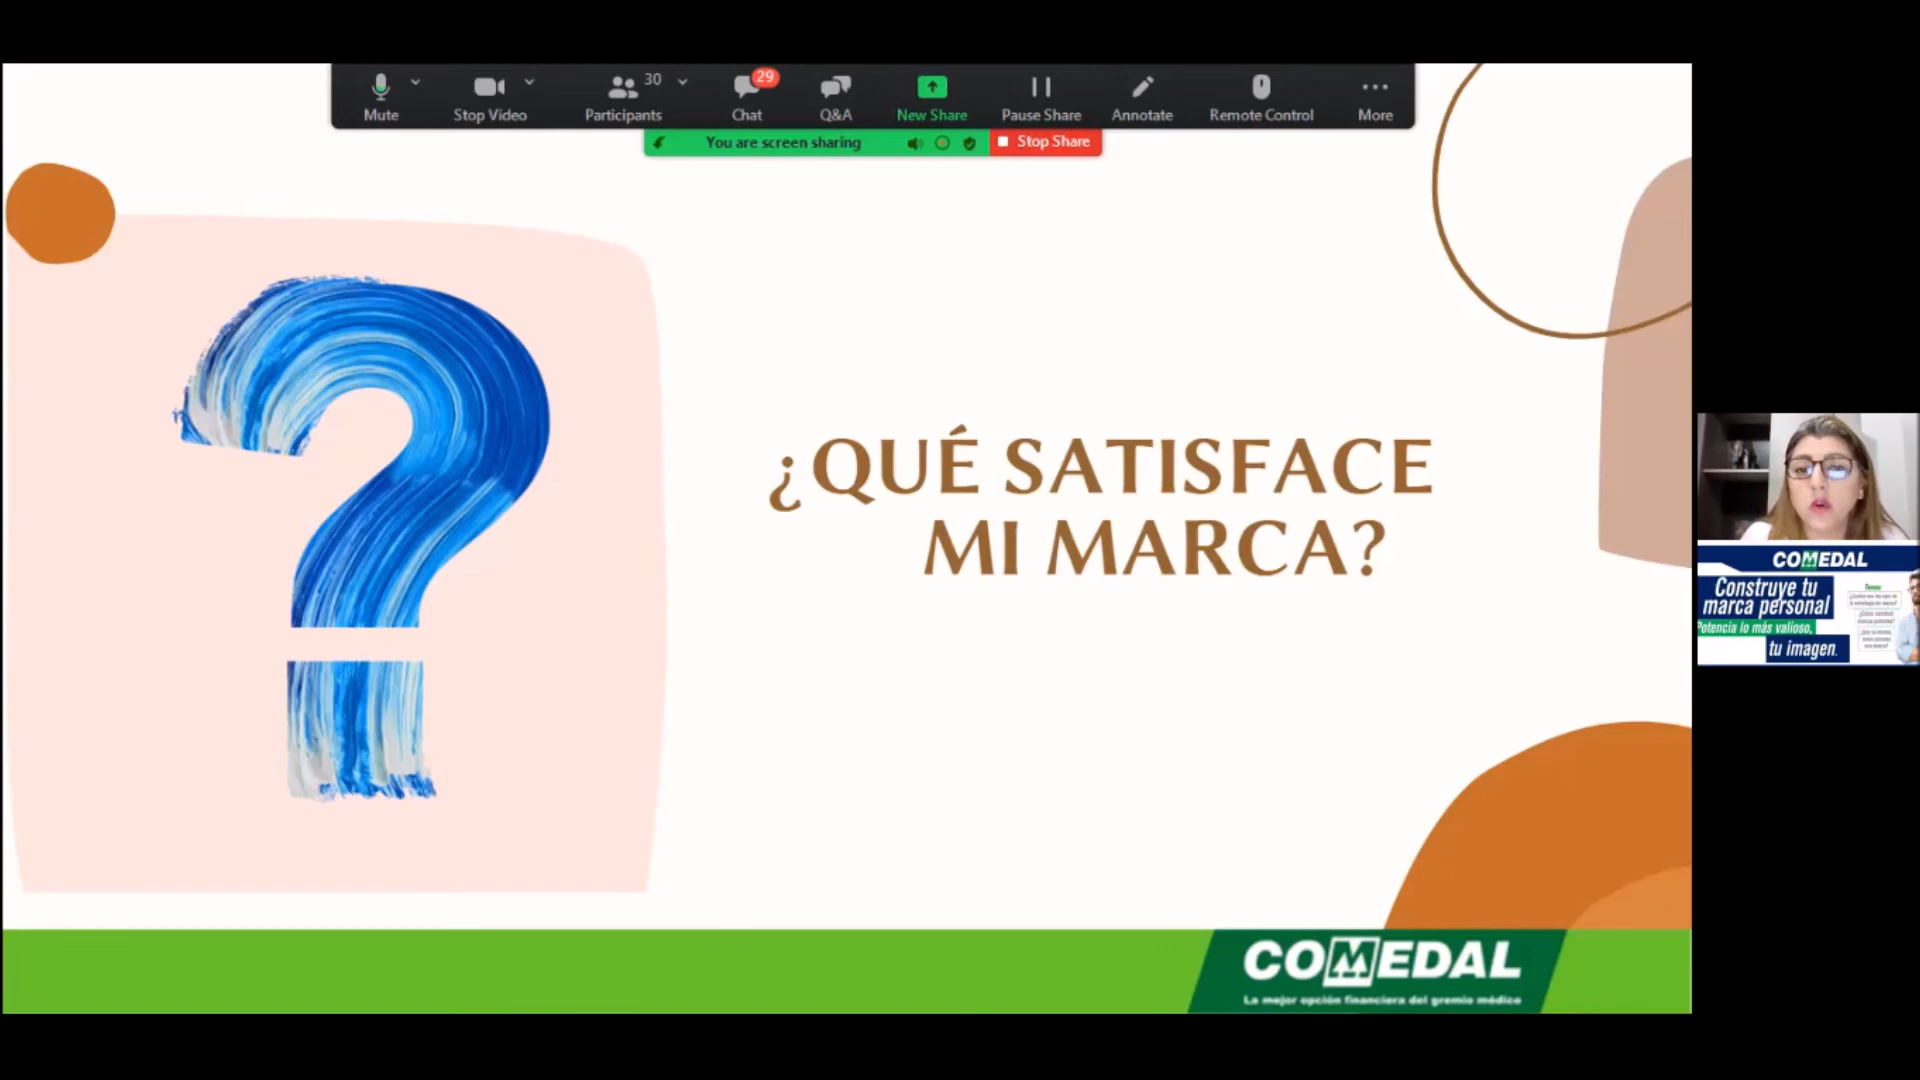 30
29
Mute
Stop Video
Participants
Chat
Q&A
New Share
Pause Share
Annotate
Remote Control
More
You are screen sharing
Stop Share
¿QUÉ SATISFACE
MI MARCA?
COMEDAL
Construye tu
marca personal
Potencia lo más valioso,
tu imagen.
Temas:
COMEDAL
La mejor opción financiera del gremio médico